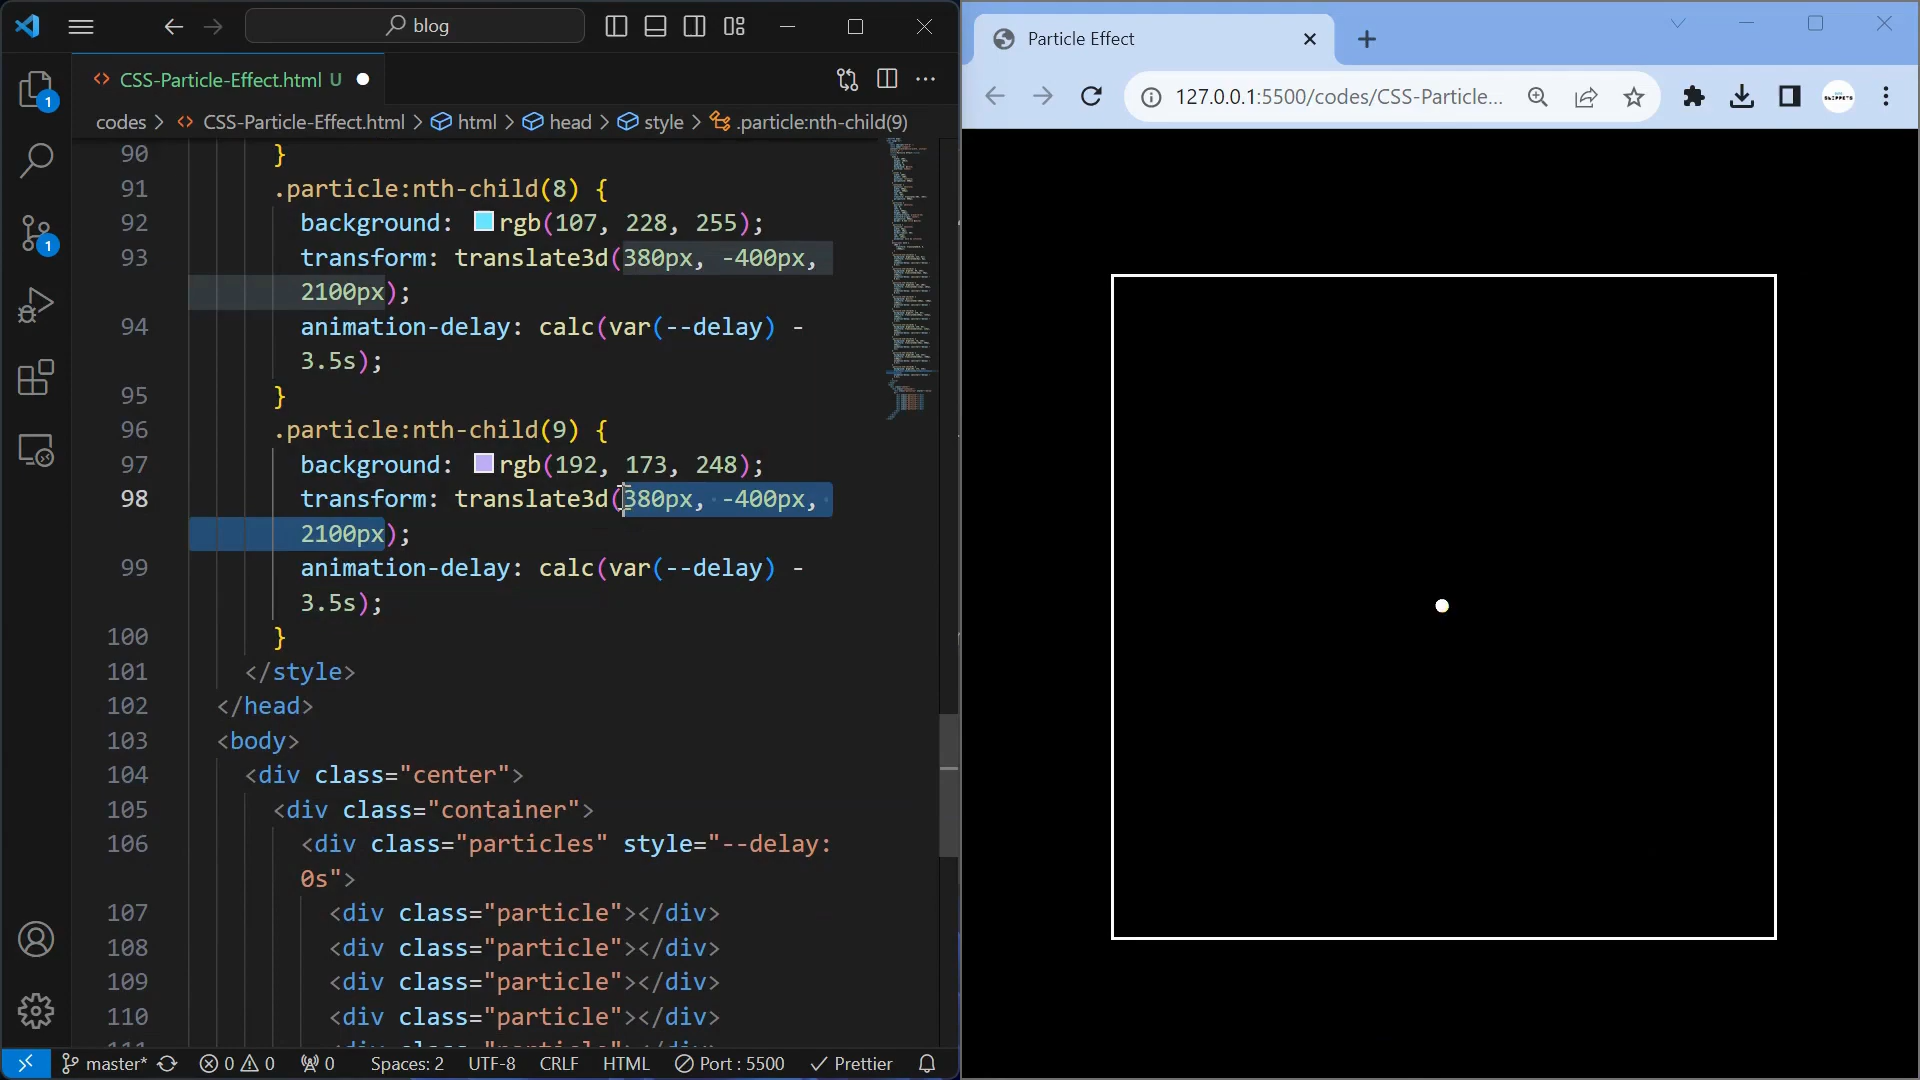 blog
CSS-Particle-Effect.html U
codes > CSS-Particle-Effect.html > html > head > style > .particle:nth-child(9)
1
1
90 }
91 .particle:nth-child(8) {
92 background: rgb(107, 228, 255);
93 transform: translate3d(380px, -400px,
2100px);
94 animation-delay: calc(var(--delay) -
3.5s);
95 }
96 .particle:nth-child(9) {
97 background: rgb(192, 173, 248);
98 transform: translate3d(380px, -400px,
2100px);
99 animation-delay: calc(var(--delay) -
3.5s);
100 }
101 </style>
102 </head>
103 <body>
104 <div class="center">
105 <div class="container">
106 <div class="particles" style="--delay:
0s">
107 <div class="particle"></div>
108 <div class="particle"></div>
109 <div class="particle"></div>
110 <div class="particle"></div>
master* 0 0 0 Spaces: 2 UTF-8 CRLF HTML Port : 5500 Prettier
Particle Effect
127.0.0.1:5500/codes/CSS-Particle...